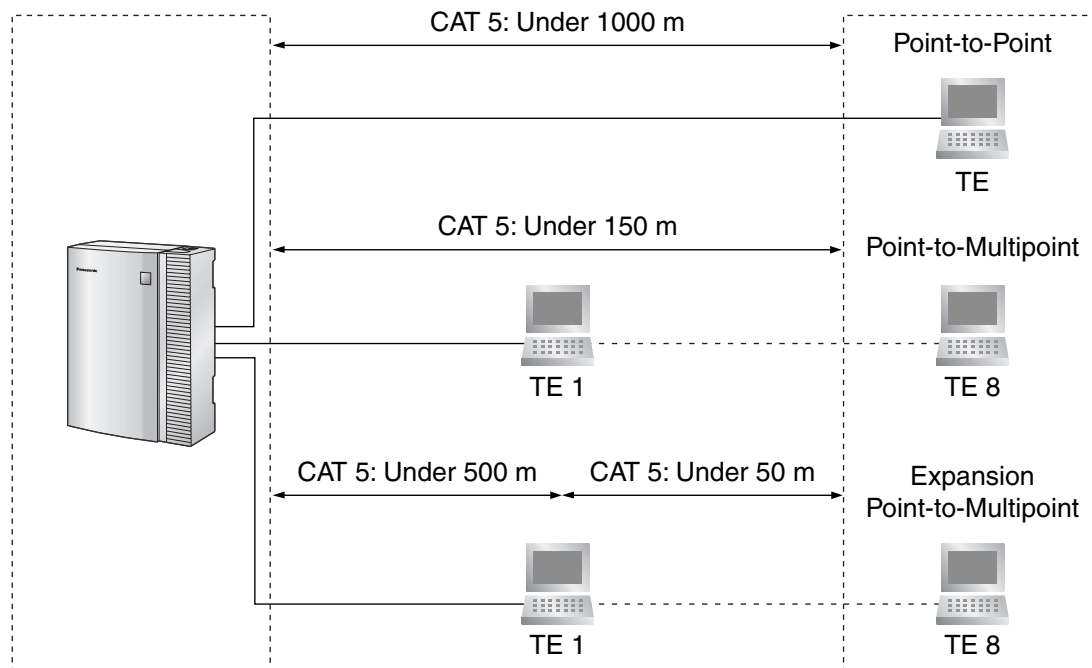 CAT 5: Under 1000 m
Point-to-Point
TE
CAT 5: Under 150 m
Point-to-Multipoint
Panasonic
TE 1
TE 8
CAT 5: Under 500 m
CAT 5: Under 50 m
Expansion
Point-to-Multipoint
TE 1
TE 8